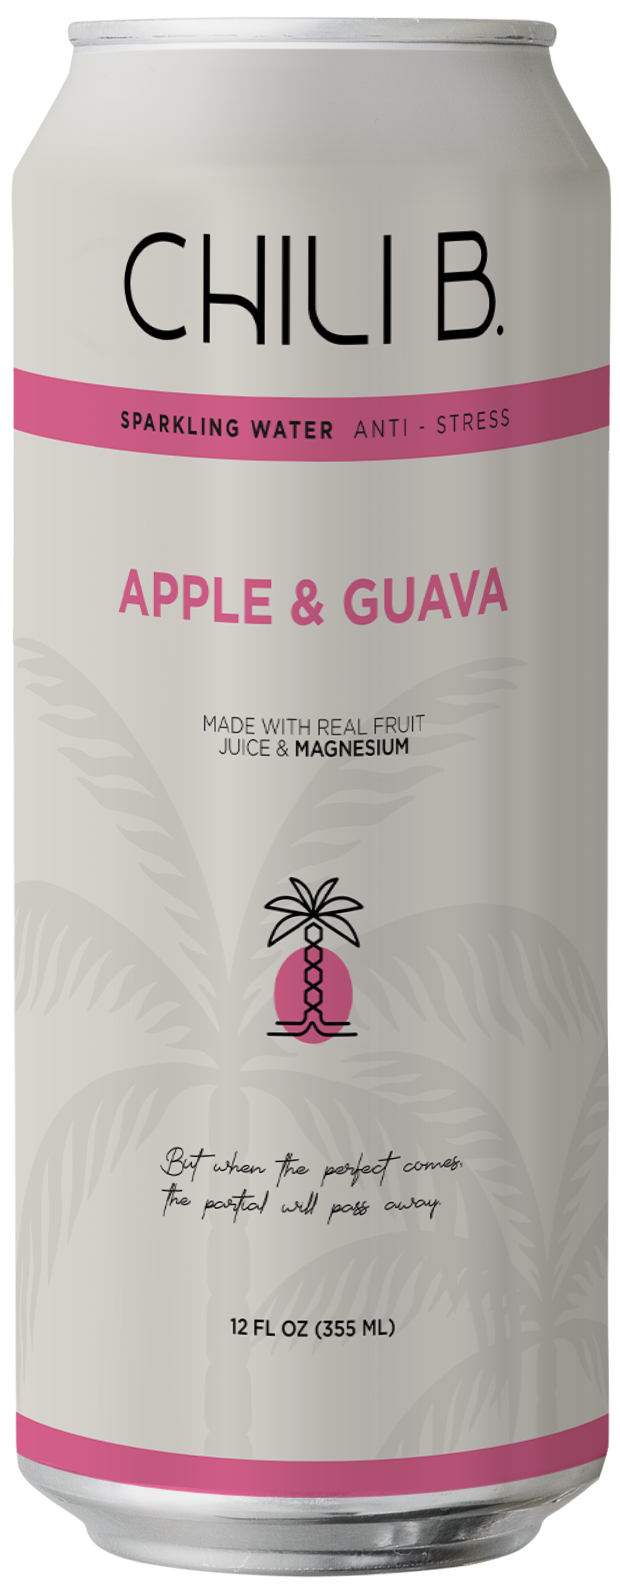 CHILI B.
SPARKLING WATER ANTI - STRESS
APPLE & GUAVA
MADE WITH REAL FRUIT
JUICE & MAGNESIUM
But when the perfect comes,
the partial will pass away.
12 FL OZ (355 ML)